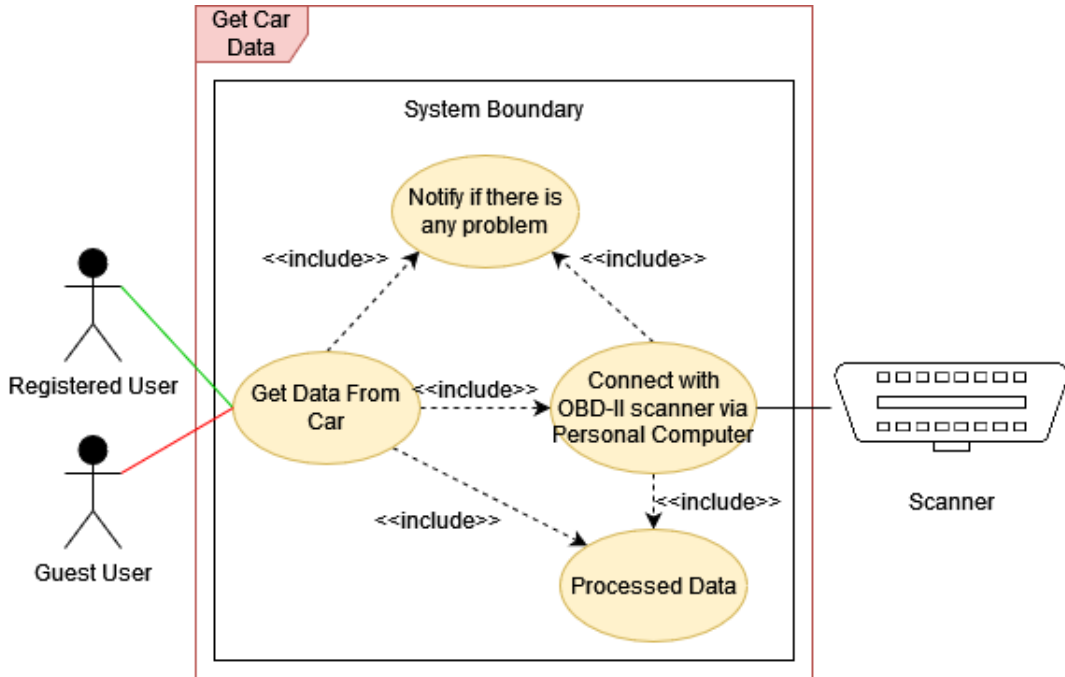 Get Car
Data
System Boundary
Notify if there is
any problem
<<include>>
<<include>>
Registered User
Get Data From
Car
<<include>>
Connect with
OBD-II scanner via
Personal Computer
Scanner
<<include>>
<<include>>
Guest User
Processed Data